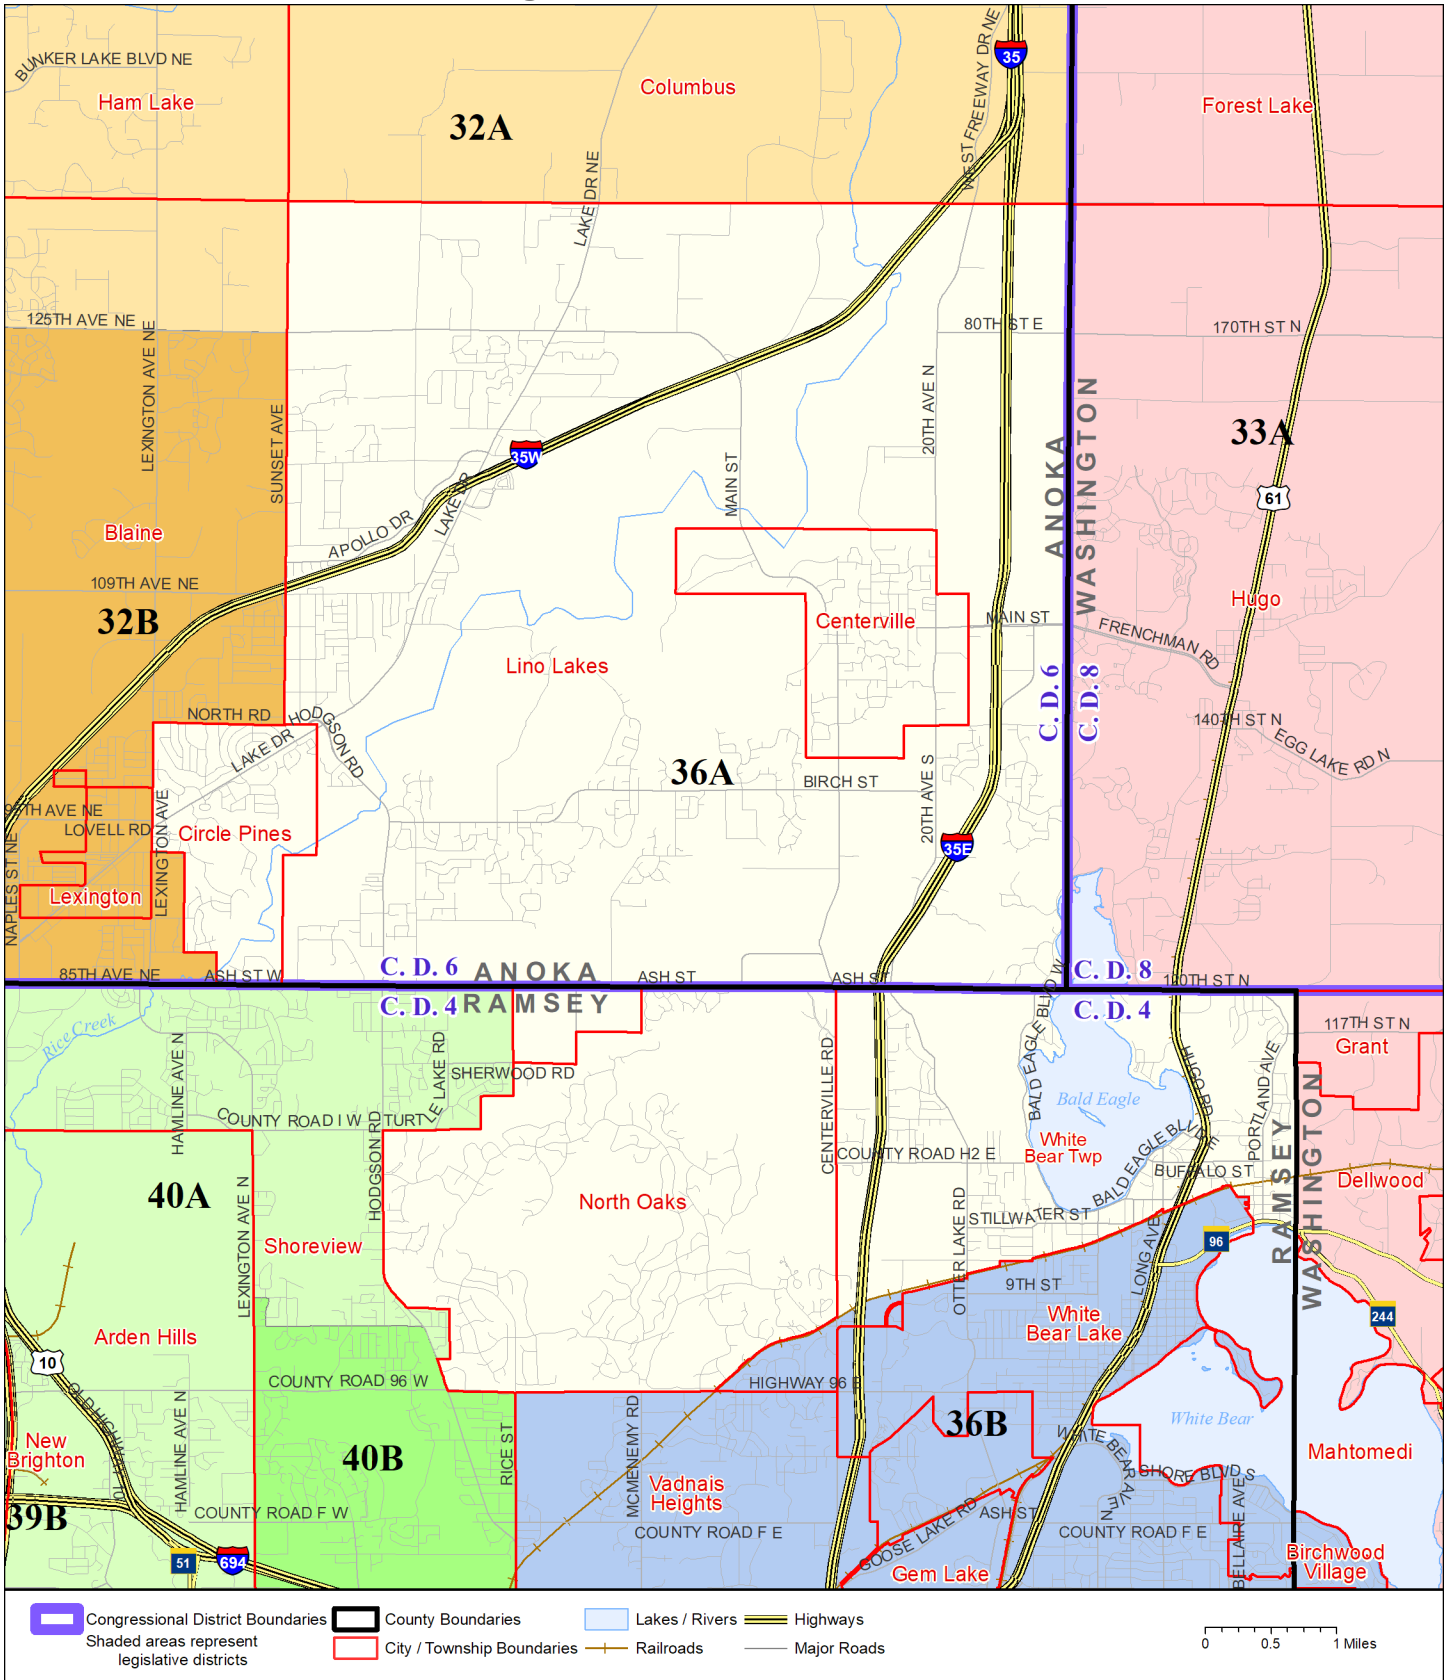 35
BUNKER LAKE BLVD NE
Ham Lake
Columbus
32A
Forest Lake
WEST FREEWAY DR NE
LAKE DR NE
125TH AVE NE
80TH ST E
170TH ST N
LEXINGTON AVE NE
SUNSET AVE
20TH AVE N
ANOKA
WASHINGTON
33A
35W
LAKE DR
MAIN ST
61
Blaine
APOLLO DR
109TH AVE NE
32B
Hugo
Centerville
MAIN ST
FRENCHMAN RD
Lino Lakes
C. D. 6
C. D. 8
NORTH RD
HODGSON RD
LAKE DR
140TH ST N
EGG LAKE RD N
36A
BIRCH ST
20TH AVE S
95TH AVE NE
LOVELL RD
Circle Pines
LEXINGTON AVE
35E
NAPLES ST NE
Lexington
85TH AVE NE
ASH ST W
C. D. 6
ANOKA
ASH ST
ASH ST
C. D. 8
120TH ST N
C. D. 4
RAMSEY
C. D. 4
BALD EAGLE BLVD W
Rice Creek
117TH ST N
Grant
HAMLINE AVE N
LE LAKE RD
SHERWOOD RD
CENTERVILLE RD
HUGO RD
PORTLAND AVE
Bald Eagle
COUNTY ROAD I W
TURT
HODGSON RD
COUNTY ROAD H2 E
White
Bear Twp
BALD EAGLE BLVD E
BUFFALO ST
RAMSEY
WASHINGTON
Dellwood
40A
LEXINGTON AVE N
North Oaks
OTTER LAKE RD
STILLWATER ST
Shoreview
96
LONG AVE
9TH ST
Arden Hills
White
Bear Lake
244
10
OLD HIGHWAY 10
COUNTY ROAD 96 W
HIGHWAY 96 E
HAMLINE AVE N
RICE ST
MCMENEMY RD
36B
White Bear
New
Brighton
40B
WHITE BEAR AVE N
SHORE BLVD S
Mahtomedi
Vadnais
Heights
39B
COUNTY ROAD F W
COUNTY ROAD F E
GOOSE LAKE RD
ASH ST
COUNTY ROAD F E
BELLAIRE AVE
51
694
Gem Lake
Birchwood
Village
Congressional District Boundaries
County Boundaries
Lakes / Rivers
Highways
Shaded areas represent
legislative districts
City / Township Boundaries
Railroads
Major Roads
0 0.5 1 Miles